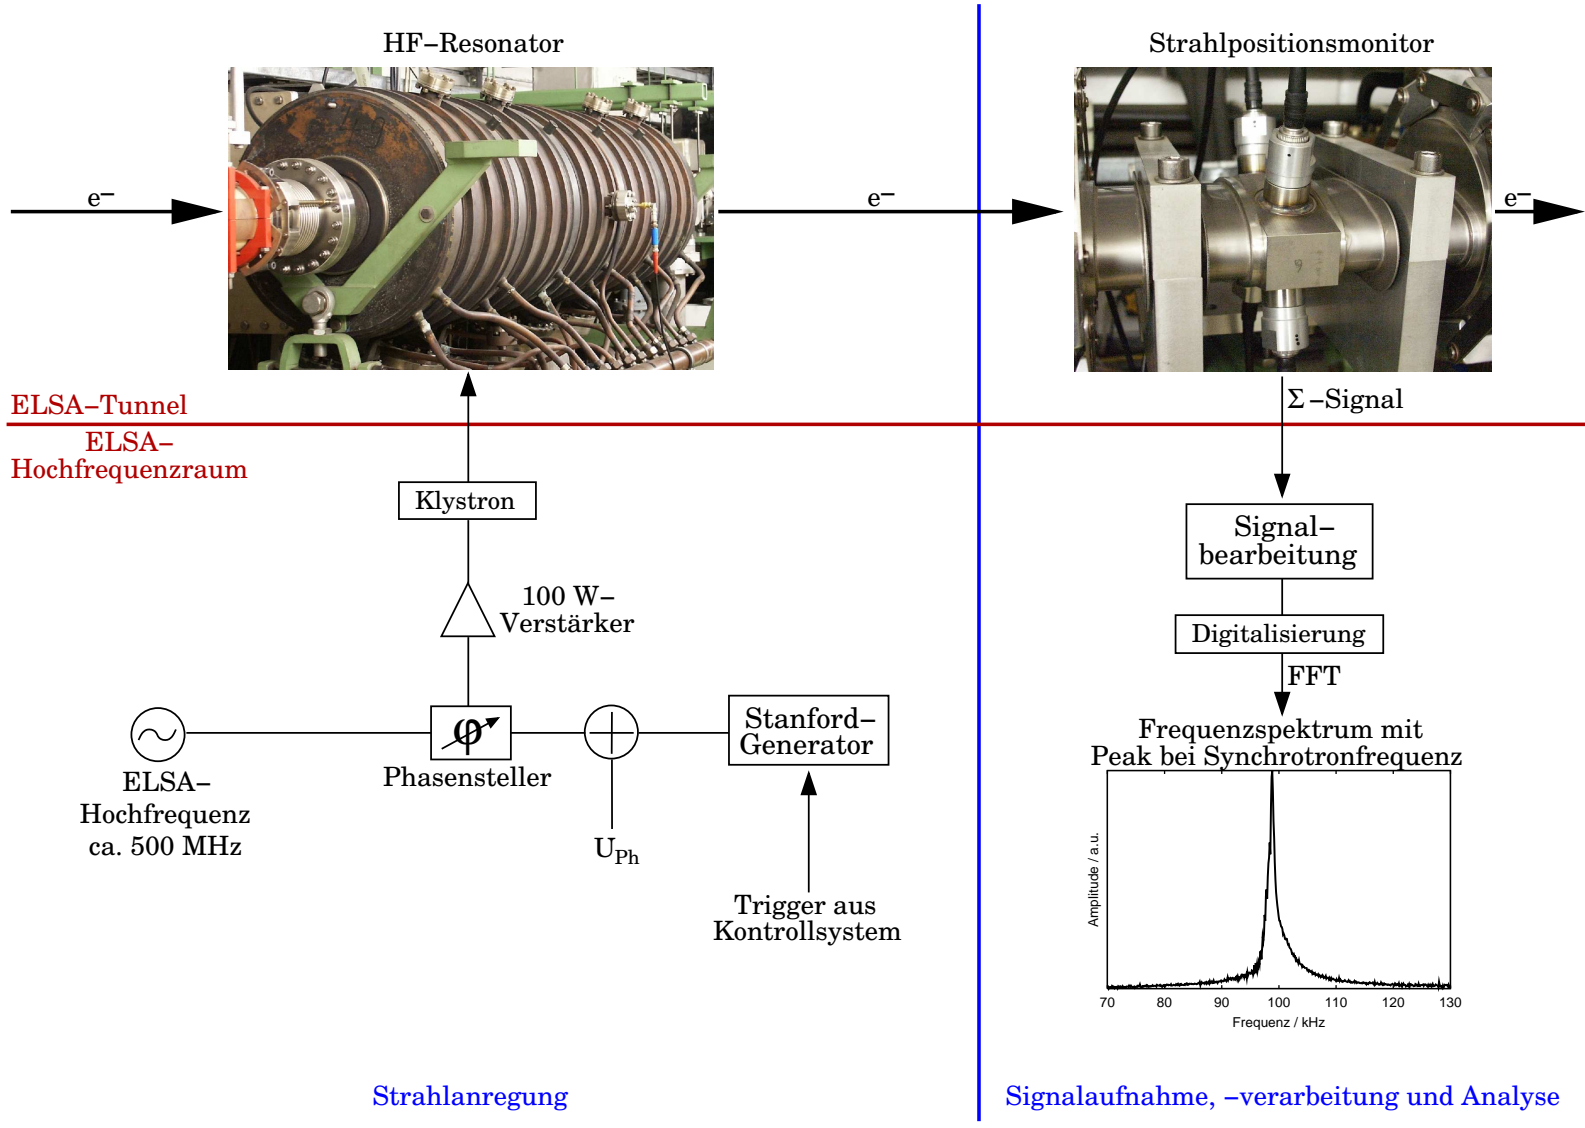 HF–Resonator
Strahlpositionsmonitor
e–
e–
e–
ELSA–Tunnel
Σ–Signal
ELSA–
Hochfrequenzraum
Klystron
Signal–
bearbeitung
100 W–
Verstärker
Digitalisierung
FFT
φ
Stanford–
Generator
Phasensteller
ELSA–
Hochfrequenz
ca. 500 MHz
U_Ph
Trigger aus
Kontrollsystem
Frequenzspektrum mit
Peak bei Synchrotronfrequenz
Amplitude / a.u.
70 80 90 100 110 120 130
Frequenz / kHz
Strahlanregung
Signalaufnahme, –verarbeitung und Analyse